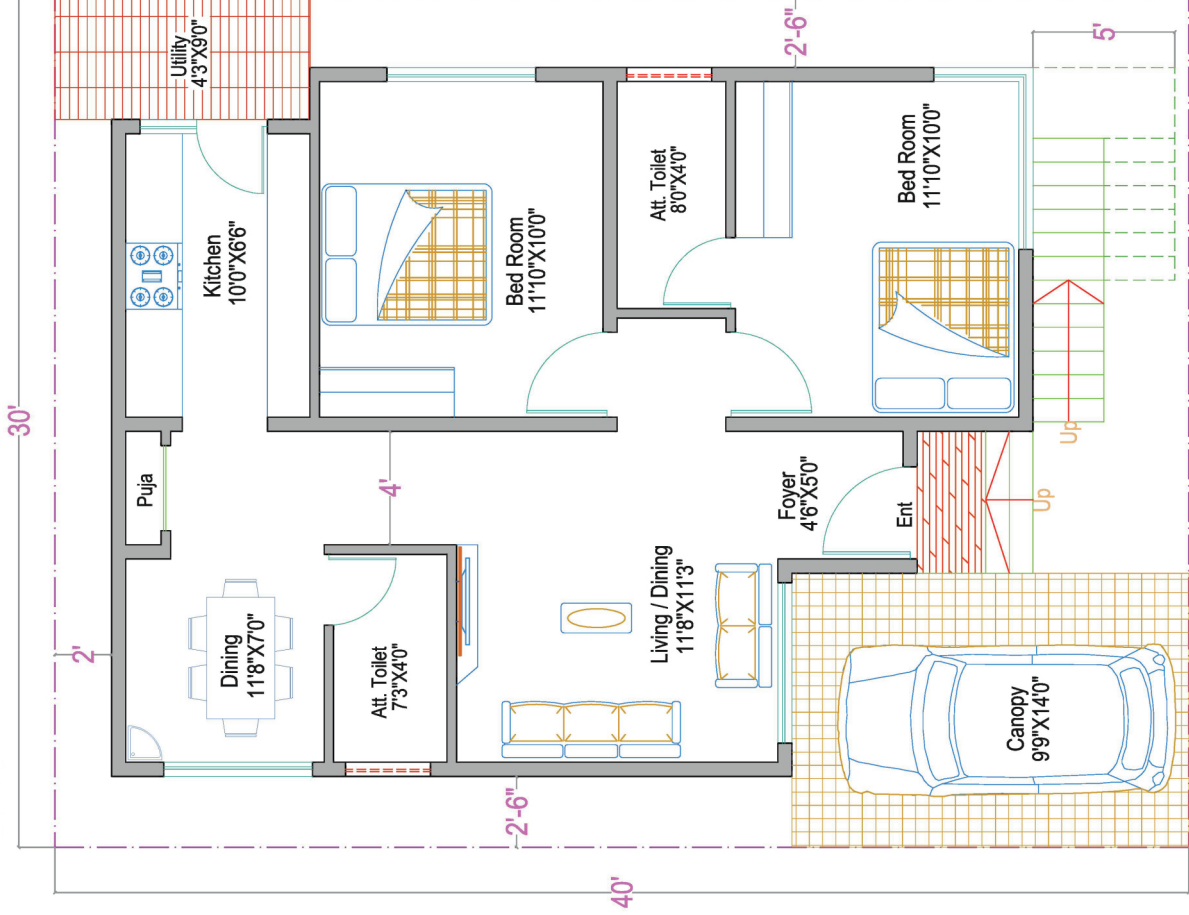 Utility
4'3"X9'0"
2'-6"
5'
30'
Kitchen
10'0"X6'6"
Bed Room
11'10"X10'0"
Att. Toilet
8'0"X4'0"
Bed Room
11'10"X10'0"
Puja
4'
Foyer
4'6"X5'0"
Ent
Up
Up
2'
Dining
11'8"X7'0"
Att. Toilet
7'3"X4'0"
Living / Dining
11'8"X11'3"
Canopy
9'9"X14'0"
2'-6"
40'